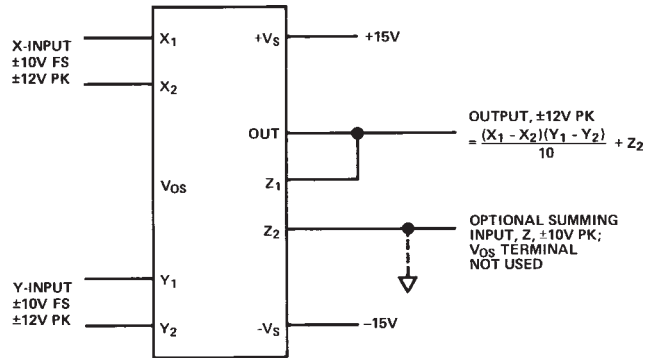 X-INPUT
±10V FS
±12V PK
X1
X2
VOS
Y-INPUT
±10V FS
±12V PK
Y1
Y2
+VS
+15V
OUT
Z1
Z2
-VS
–15V
OUTPUT, ±12V PK
= (X1 - X2)(Y1 - Y2) / 10 + Z2
OPTIONAL SUMMING
INPUT, Z, ±10V PK;
VOS TERMINAL
NOT USED